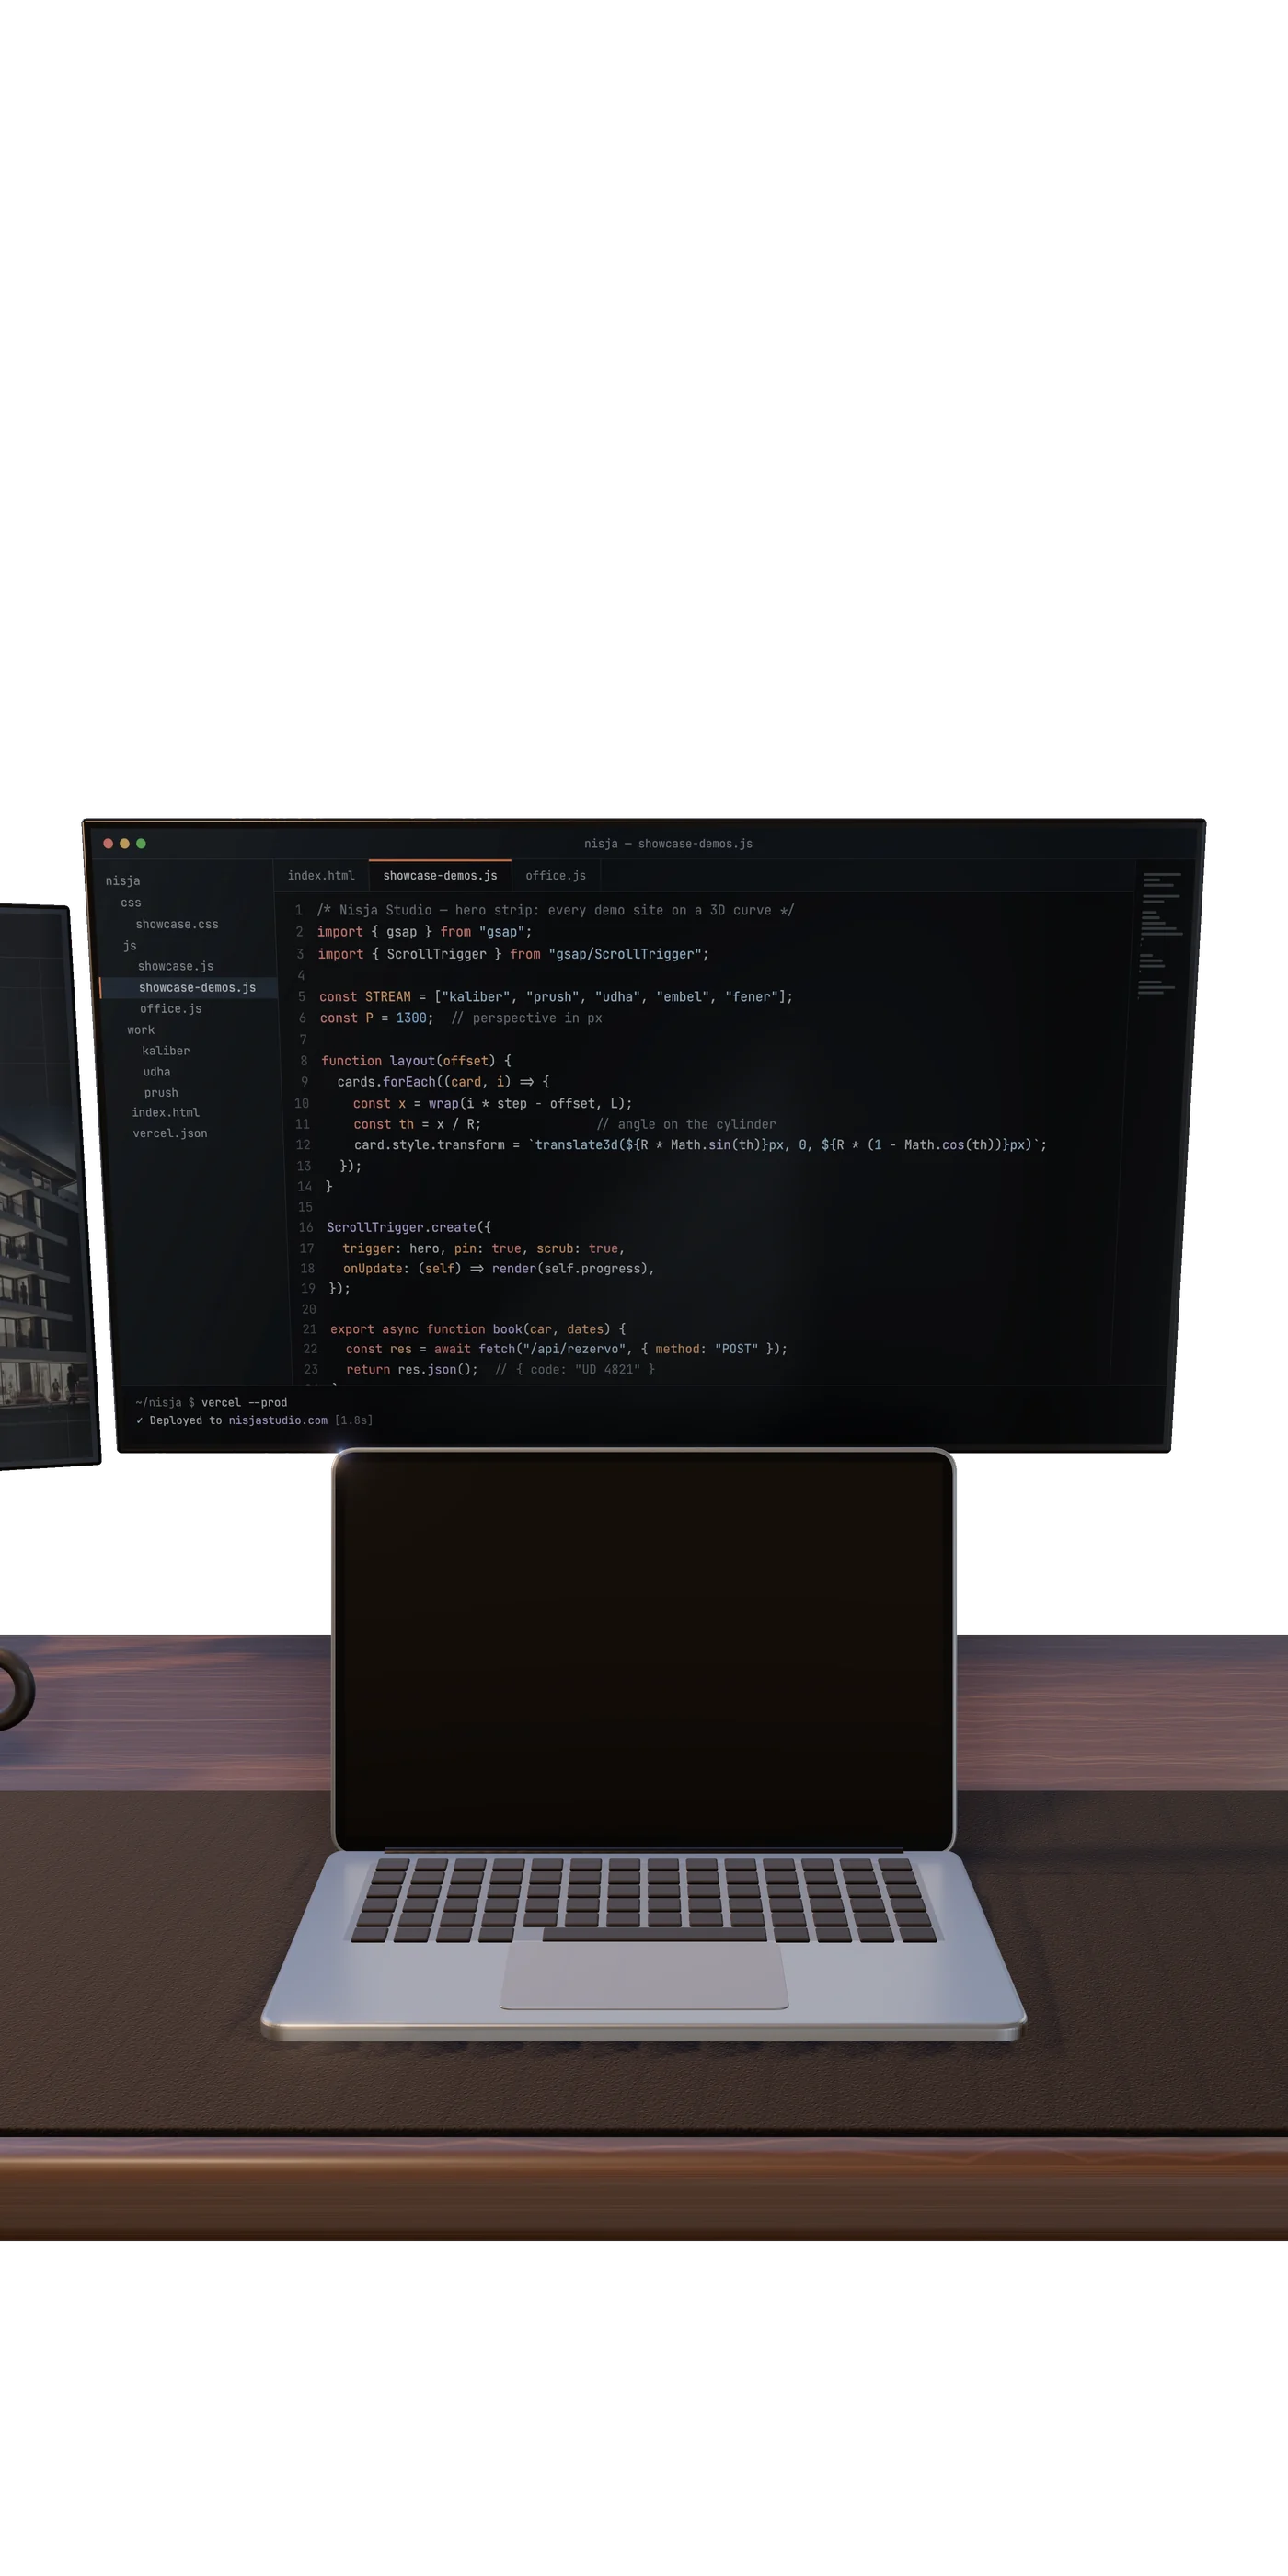 nisja — showcase-demos.js
nisja
css
showcase.css
js
showcase.js
showcase-demos.js
office.js
work
kaliber
udha
prush
index.html
vercel.json
index.html showcase-demos.js office.js
1 /* Nisja Studio — hero strip: every demo site on a 3D curve */
2 import { gsap } from "gsap";
3 import { ScrollTrigger } from "gsap/ScrollTrigger";
4
5 const STREAM = ["kaliber", "prush", "udha", "embel", "fener"];
6 const P = 1300; // perspective in px
7
8 function layout(offset) {
9 cards.forEach((card, i) => {
10 const x = wrap(i * step - offset, L);
11 const th = x / R; // angle on the cylinder
12 card.style.transform = `translate3d(${R * Math.sin(th)}px, 0, ${R * (1 - Math.cos(th))}px)`;
13 });
14 }
15
16 ScrollTrigger.create({
17 trigger: hero, pin: true, scrub: true,
18 onUpdate: (self) => render(self.progress),
19 });
20
21 export async function book(car, dates) {
22 const res = await fetch("/api/rezervo", { method: "POST" });
23 return res.json(); // { code: "UD 4821" }
~/nisja $ vercel --prod
✓ Deployed to nisjastudio.com [1.8s]